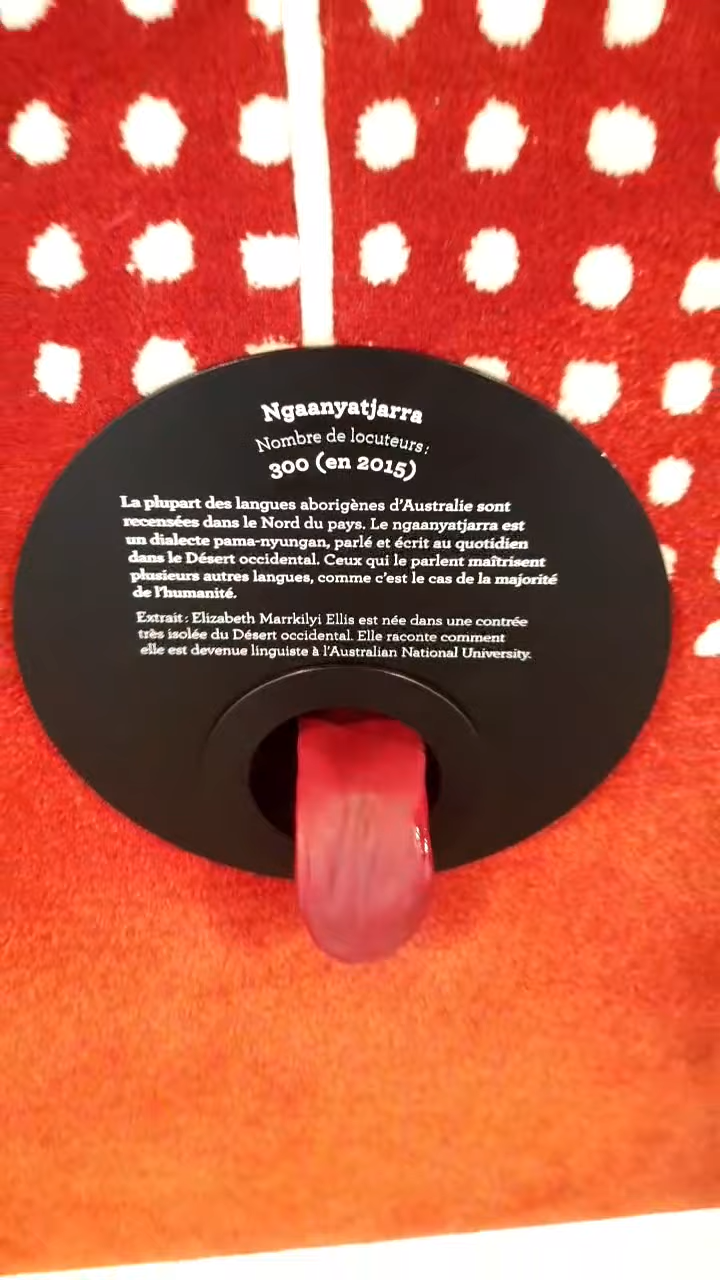 Ngaanyatjarra
Nombre de locuteurs :
300 (en 2015)
La plupart des langues aborigènes d’Australie sont
recensées dans le Nord du pays. Le ngaanyatjarra est
un dialecte pama-nyungan, parlé et écrit au quotidien
dans le Désert occidental. Ceux qui le parlent maîtrisent
plusieurs autres langues, comme c’est le cas de la majorité
de l’humanité.
Extrait : Elizabeth Marrkilyi Ellis est née dans une contrée
très isolée du Désert occidental. Elle raconte comment
elle est devenue linguiste à l’Australian National University.